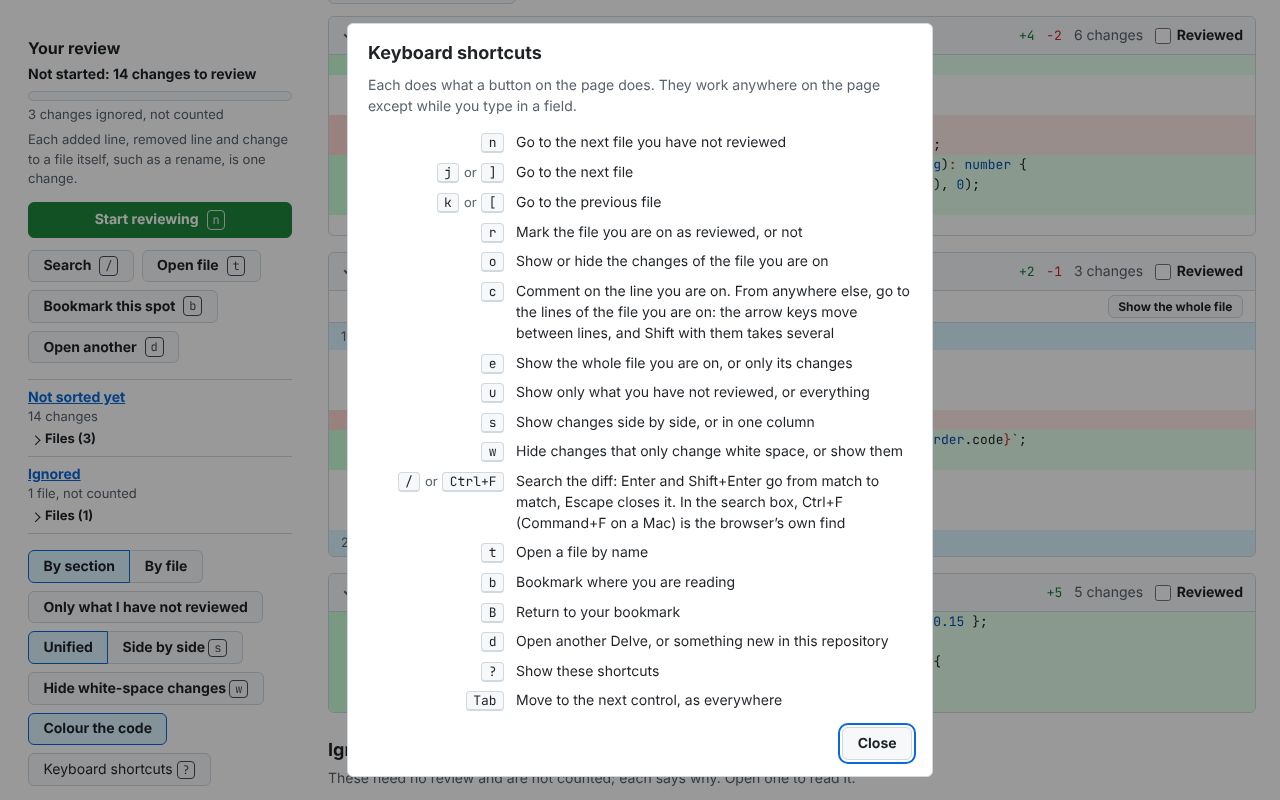 Your review
Not started: 14 changes to review
3 changes ignored, not counted
Each added line, removed line and change
to a file itself, such as a rename, is one
change.
Start reviewing n
Search / Open file t
Bookmark this spot b
Open another d
Not sorted yet
14 changes
Files (3)
Ignored
1 file, not counted
Files (1)
By section By file
Only what I have not reviewed
Unified Side by side s
Hide white-space changes w
Colour the code
Keyboard shortcuts ?
Keyboard shortcuts
Each does what a button on the page does. They work anywhere on the page
except while you type in a field.
n Go to the next file you have not reviewed
j or ] Go to the next file
k or [ Go to the previous file
r Mark the file you are on as reviewed, or not
o Show or hide the changes of the file you are on
c Comment on the line you are on. From anywhere else, go to
the lines of the file you are on: the arrow keys move
between lines, and Shift with them takes several
e Show the whole file you are on, or only its changes
u Show only what you have not reviewed, or everything
s Show changes side by side, or in one column
w Hide changes that only change white space, or show them
/ or Ctrl+F Search the diff: Enter and Shift+Enter go from match to
match, Escape closes it. In the search box, Ctrl+F
(Command+F on a Mac) is the browser’s own find
t Open a file by name
b Bookmark where you are reading
B Return to your bookmark
d Open another Delve, or something new in this repository
? Show these shortcuts
Tab Move to the next control, as everywhere
Close
+4 -2 6 changes Reviewed
;
g): number {
), 0);
+2 -1 3 changes Reviewed
Show the whole file
1
rder.code}`;
2
+5 5 changes Reviewed
0.15 };
{
These need no review and are not counted, each says why. Open one to read it.